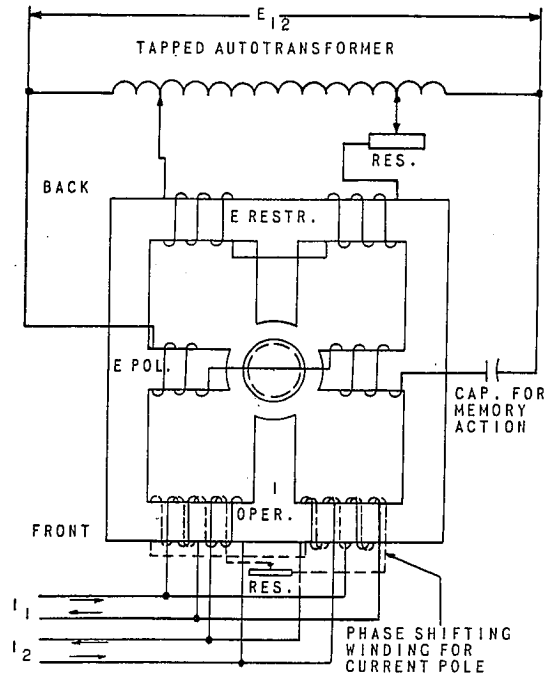 E12
TAPPED AUTOTRANSFORMER
RES.
BACK
E RESTR.
E POL.
CAP. FOR
MEMORY
ACTION
I
OPER.
FRONT
RES.
I1
I2
PHASE SHIFTING
WINDING FOR
CURRENT POLE